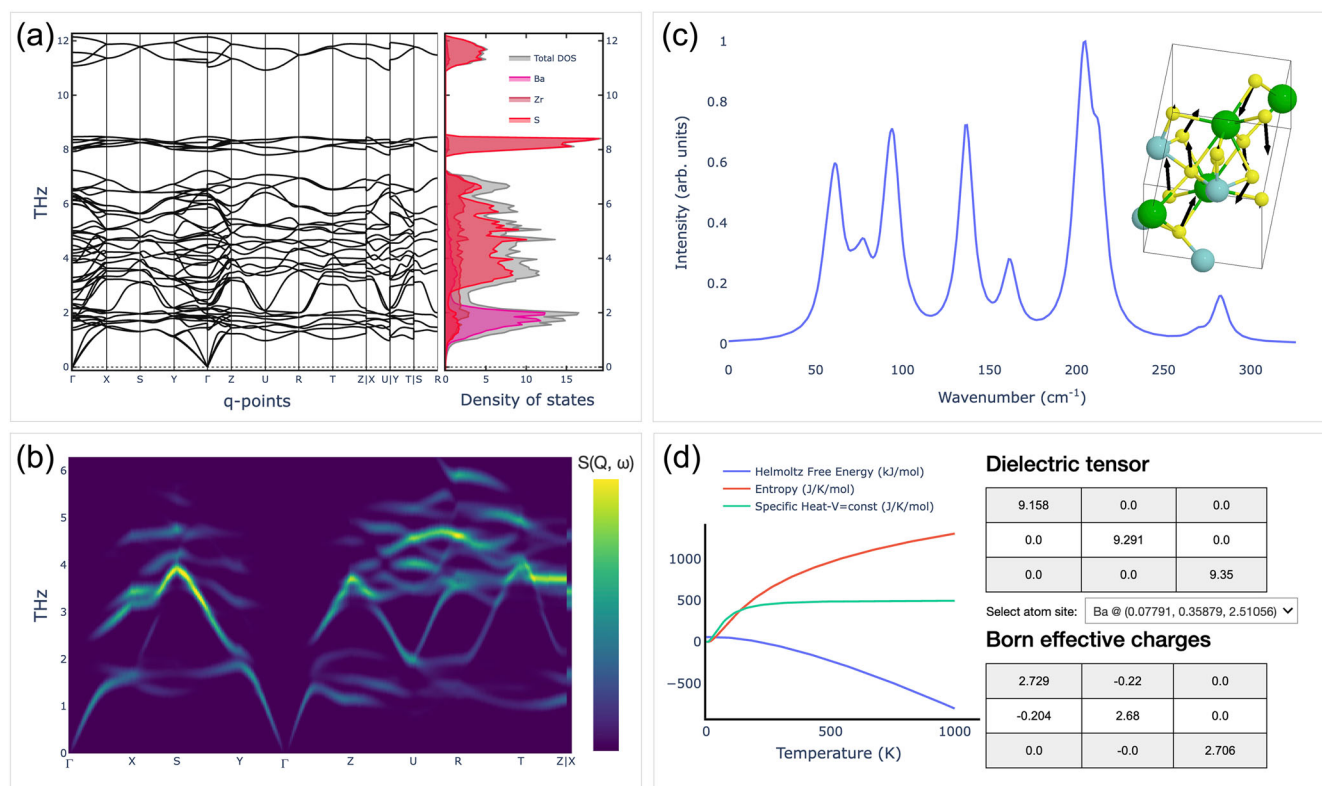 (a)
12
10
8
6
4
2
0
THz
Γ X S Y Γ Z U R T Z|X U|Y T|S R
q-points
Total DOS
Ba
Zr
S
12
10
8
6
4
2
0
0 5 10 15
Density of states
(b)
S(Q, ω)
6
5
4
3
2
1
0
THz
Γ X S Y Γ Z U R T Z|X
(c)
1
0.8
0.6
0.4
0.2
0
Intensity (arb. units)
0 50 100 150 200 250 300
Wavenumber (cm⁻¹)
(d)
Helmoltz Free Energy (kJ/mol)
Entropy (J/K/mol)
Specific Heat-V=const (J/K/mol)
1000
500
0
−500
0 500 1000
Temperature (K)
Dielectric tensor
9.158 0.0 0.0
0.0 9.291 0.0
0.0 0.0 9.35
Select atom site: Ba @ (0.07791, 0.35879, 2.51056)
Born effective charges
2.729 -0.22 0.0
-0.204 2.68 0.0
0.0 -0.0 2.706